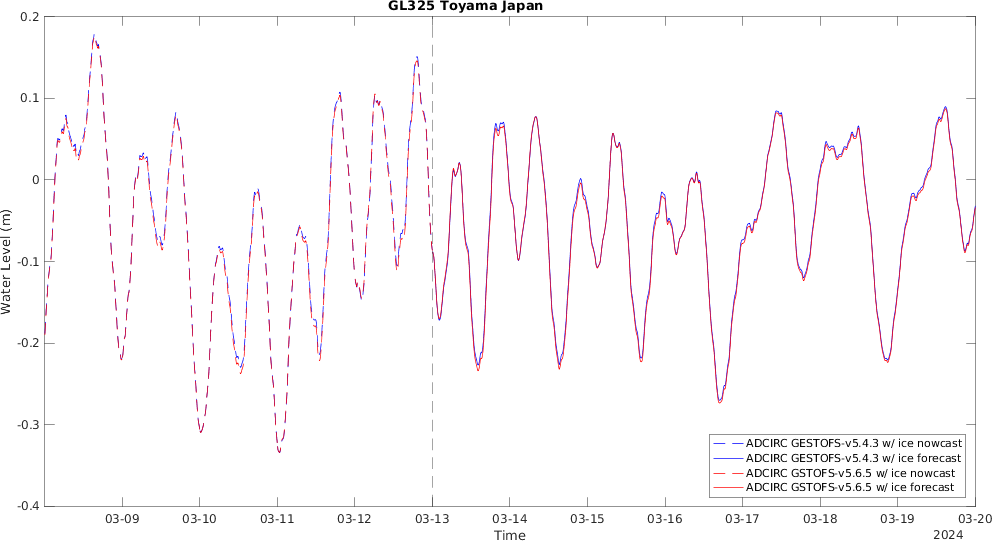 GL325 Toyama Japan
Water Level (m)
0.2
0.1
0
-0.1
-0.2
-0.3
-0.4
ADCIRC GESTOFS-v5.4.3 w/ ice nowcast
ADCIRC GESTOFS-v5.4.3 w/ ice forecast
ADCIRC GSTOFS-v5.6.5 w/ ice nowcast
ADCIRC GSTOFS-v5.6.5 w/ ice forecast
03-09 03-10 03-11 03-12 03-13 03-14 03-15 03-16 03-17 03-18 03-19 03-20
Time
2024